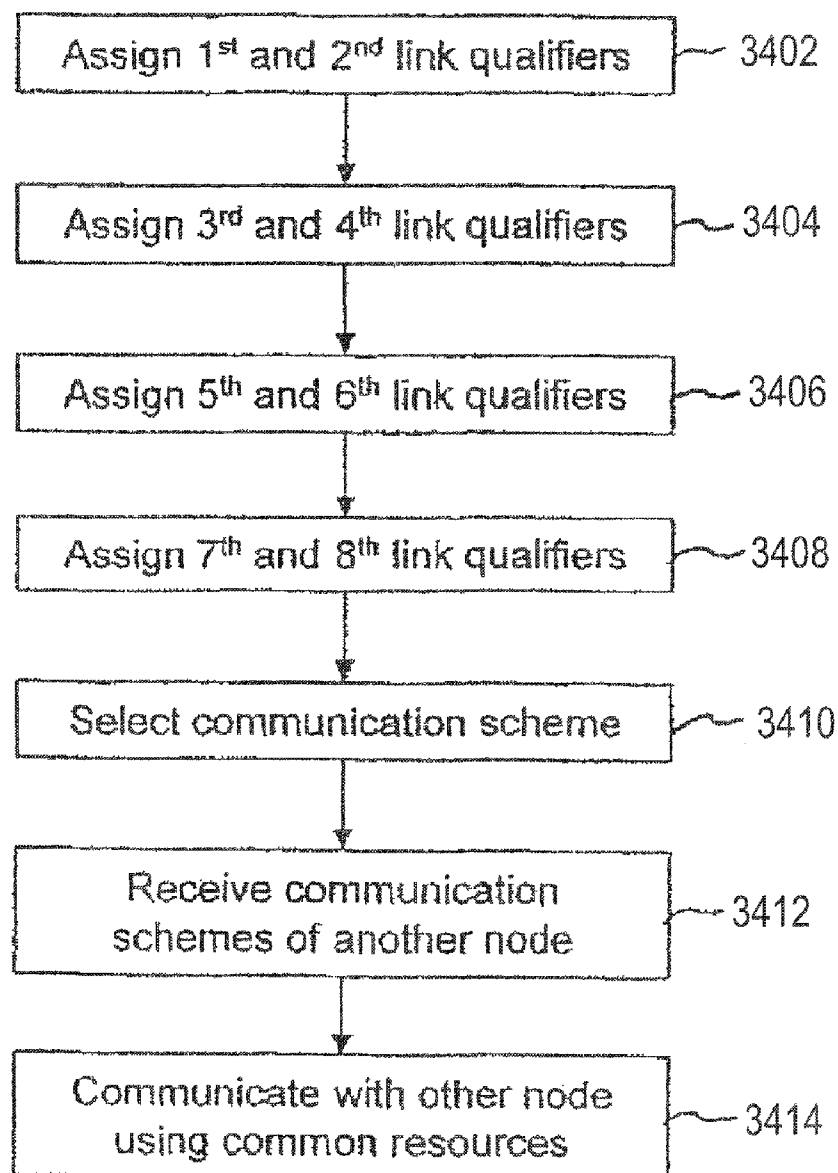 Assign 1st and 2nd link qualifiers 3402
Assign 3rd and 4th link qualifiers 3404
Assign 5th and 6th link qualifiers 3406
Assign 7th and 8th link qualifiers 3408
Select communication scheme 3410
Receive communication
schemes of another node 3412
Communicate with other node
using common resources 3414